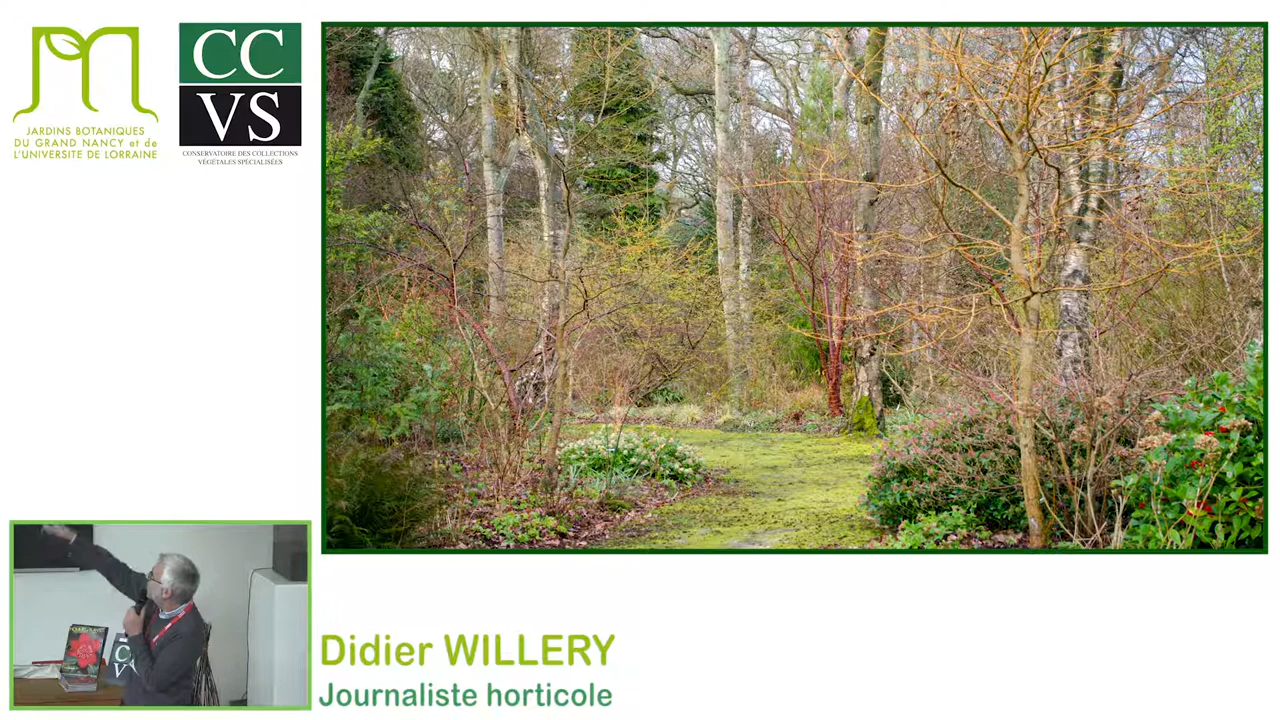 JARDINS BOTANIQUES
DU GRAND NANCY et de
L'UNIVERSITÉ DE LORRAINE
CC
VS
CONSERVATOIRE DES COLLECTIONS
VÉGÉTALES SPÉCIALISÉES
CC
V
Didier WILLERY
Journaliste horticole